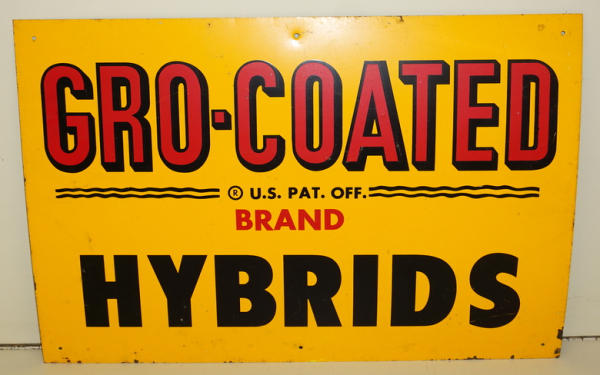 GRO-COATED
® U.S. PAT. OFF.
BRAND
HYBRIDS